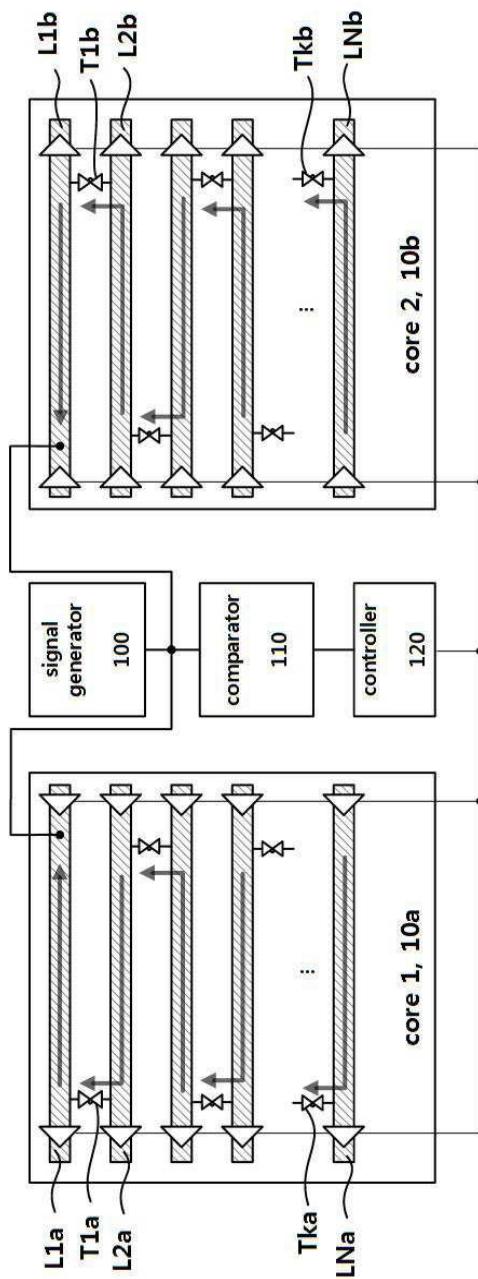 L1a
T1a
L2a
Tka
LNa
...
core 1, 10a
signal
generator
100
comparator
110
controller
120
L1b
T1b
L2b
Tkb
LNb
...
core 2, 10b